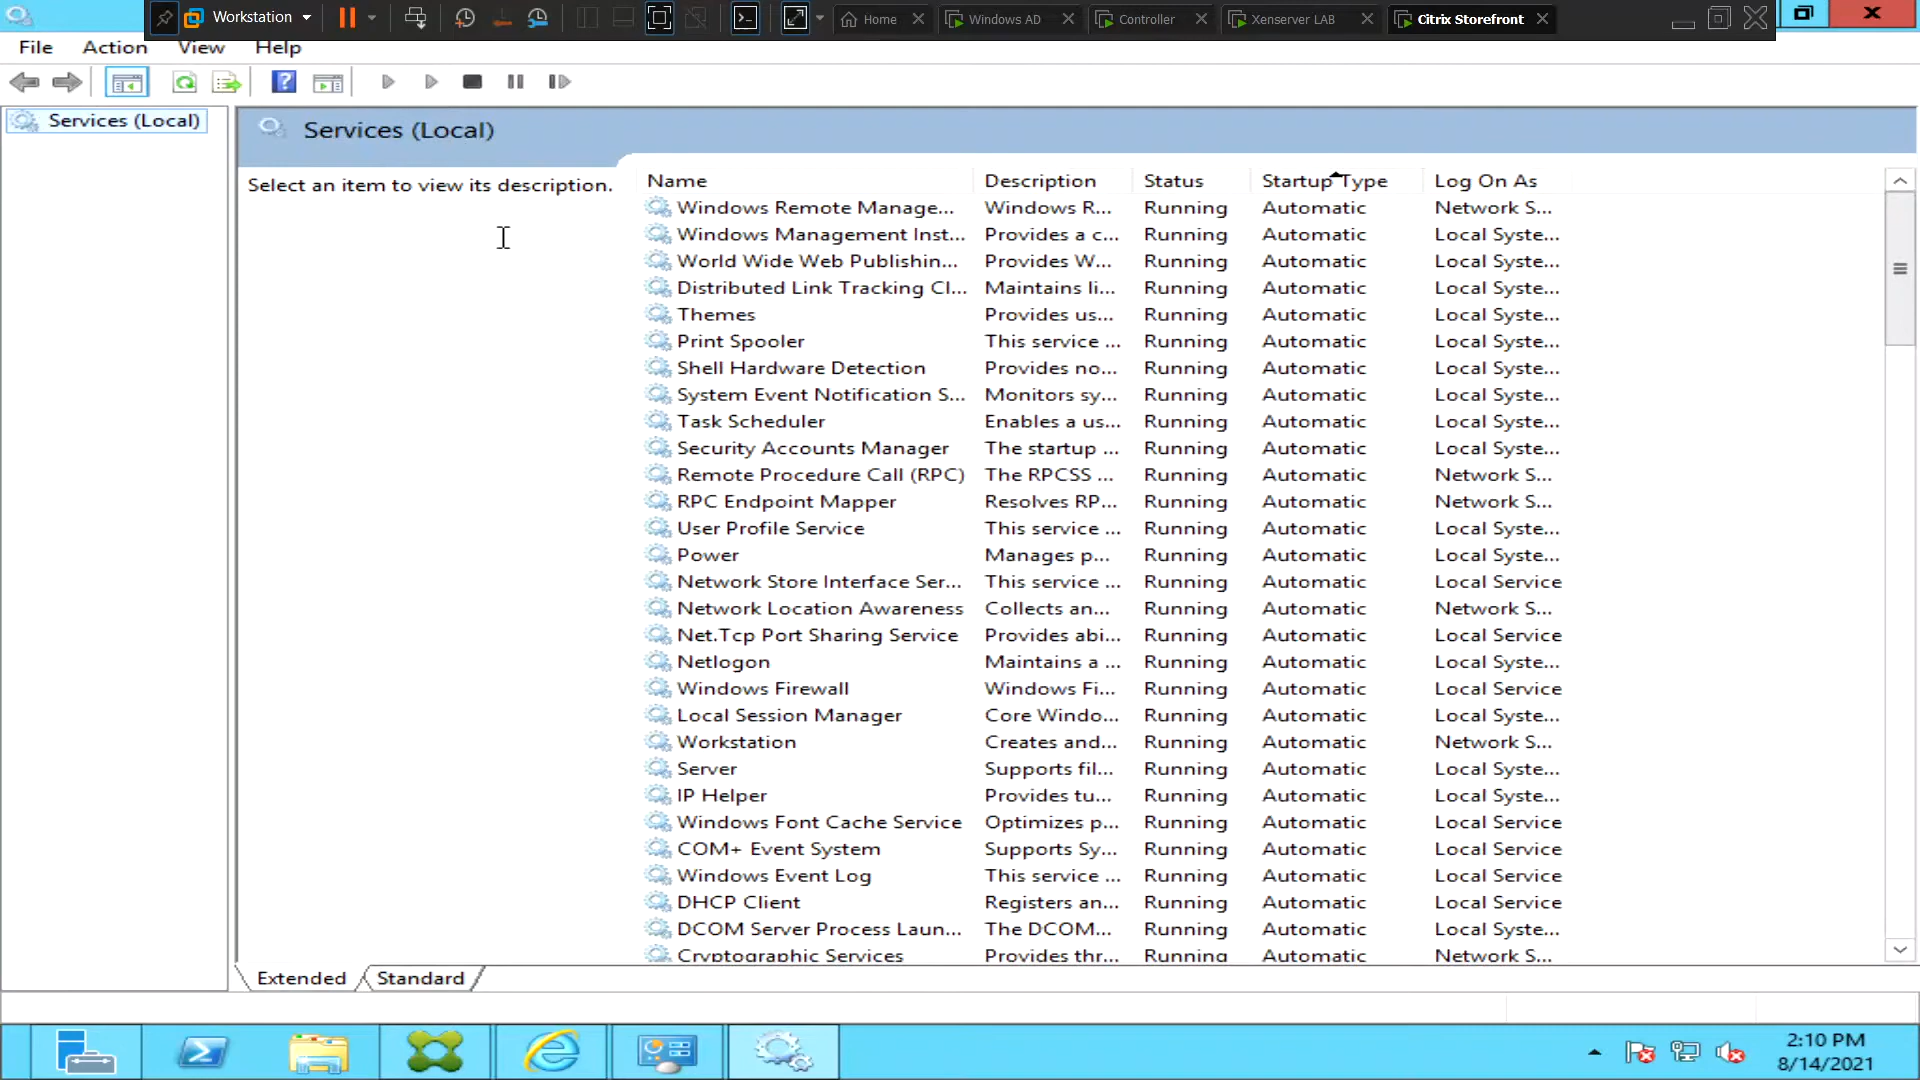 Workstation
Home
Windows AD
Controller
Xenserver LAB
Citrix Storefront
File Action View Help
Services (Local)
Services (Local)
Select an item to view its description.
Name Description Status Startup Type Log On As
Windows Remote Manage... Windows R... Running Automatic Network S...
Windows Management Inst... Provides a c... Running Automatic Local Syste...
World Wide Web Publishin... Provides W... Running Automatic Local Syste...
Distributed Link Tracking Cl... Maintains li... Running Automatic Local Syste...
Themes Provides us... Running Automatic Local Syste...
Print Spooler This service ... Running Automatic Local Syste...
Shell Hardware Detection Provides no... Running Automatic Local Syste...
System Event Notification S... Monitors sy... Running Automatic Local Syste...
Task Scheduler Enables a us... Running Automatic Local Syste...
Security Accounts Manager The startup ... Running Automatic Local Syste...
Remote Procedure Call (RPC) The RPCSS ... Running Automatic Network S...
RPC Endpoint Mapper Resolves RP... Running Automatic Network S...
User Profile Service This service ... Running Automatic Local Syste...
Power Manages p... Running Automatic Local Syste...
Network Store Interface Ser... This service ... Running Automatic Local Service
Network Location Awareness Collects an... Running Automatic Network S...
Net.Tcp Port Sharing Service Provides abi... Running Automatic Local Service
Netlogon Maintains a ... Running Automatic Local Syste...
Windows Firewall Windows Fi... Running Automatic Local Service
Local Session Manager Core Windo... Running Automatic Local Syste...
Workstation Creates and... Running Automatic Network S...
Server Supports fil... Running Automatic Local Syste...
IP Helper Provides tu... Running Automatic Local Syste...
Windows Font Cache Service Optimizes p... Running Automatic Local Service
COM+ Event System Supports Sy... Running Automatic Local Service
Windows Event Log This service ... Running Automatic Local Service
DHCP Client Registers an... Running Automatic Local Service
DCOM Server Process Laun... The DCOM... Running Automatic Local Syste...
Cryptographic Services Provides thr... Running Automatic Network S...
Extended Standard
2:10 PM
8/14/2021